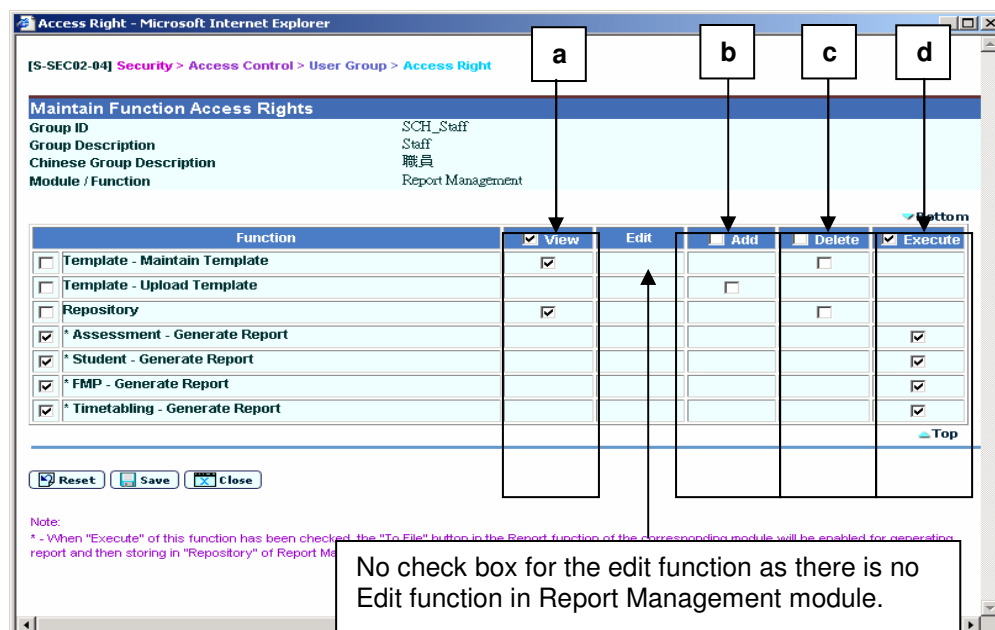 Access Right - Microsoft Internet Explorer
a b c d
[S-SEC02-04] Security > Access Control > User Group > Access Right
Maintain Function Access Rights
Group ID SCH_Staff
Group Description Staff
Chinese Group Description 職員
Module / Function Report Management
Bottom
Function View Edit Add Delete Execute
Template - Maintain Template
Template - Upload Template
Repository
* Assessment - Generate Report
* Student - Generate Report
* FMP - Generate Report
* Timetabling - Generate Report
Top
Reset Save Close
Note:
* - When "Execute" of this function has been checked, the "To File" button in the Report function of the corresponding module will be enabled for generating
report and then storing in "Repository" of Report
No check box for the edit function as there is no
Edit function in Report Management module.